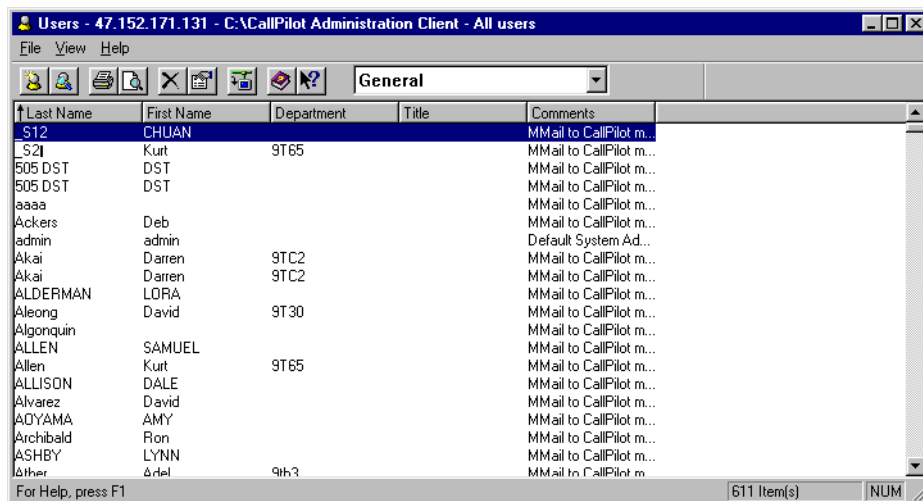 Users - 47.152.171.131 - C:\CallPilot Administration Client - All users
File View Help
General
Last Name First Name Department Title Comments
_S12 CHUAN MMail to CallPilot m...
_S2| Kurt 9T65 MMail to CallPilot m...
505 DST DST MMail to CallPilot m...
505 DST DST MMail to CallPilot m...
aaaa MMail to CallPilot m...
Ackers Deb MMail to CallPilot m...
admin admin Default System Ad...
Akai Darren 9TC2 MMail to CallPilot m...
Akai Darren 9TC2 MMail to CallPilot m...
ALDERMAN LORA MMail to CallPilot m...
Aleong David 9T30 MMail to CallPilot m...
Algonquin MMail to CallPilot m...
ALLEN SAMUEL MMail to CallPilot m...
Allen Kurt 9T65 MMail to CallPilot m...
ALLISON DALE MMail to CallPilot m...
Alvarez David MMail to CallPilot m...
AOYAMA AMY MMail to CallPilot m...
Archibald Ron MMail to CallPilot m...
ASHBY LYNN MMail to CallPilot m...
Ather Adel 9th3 MMail to CallPilot m
For Help, press F1 611 Item(s) NUM